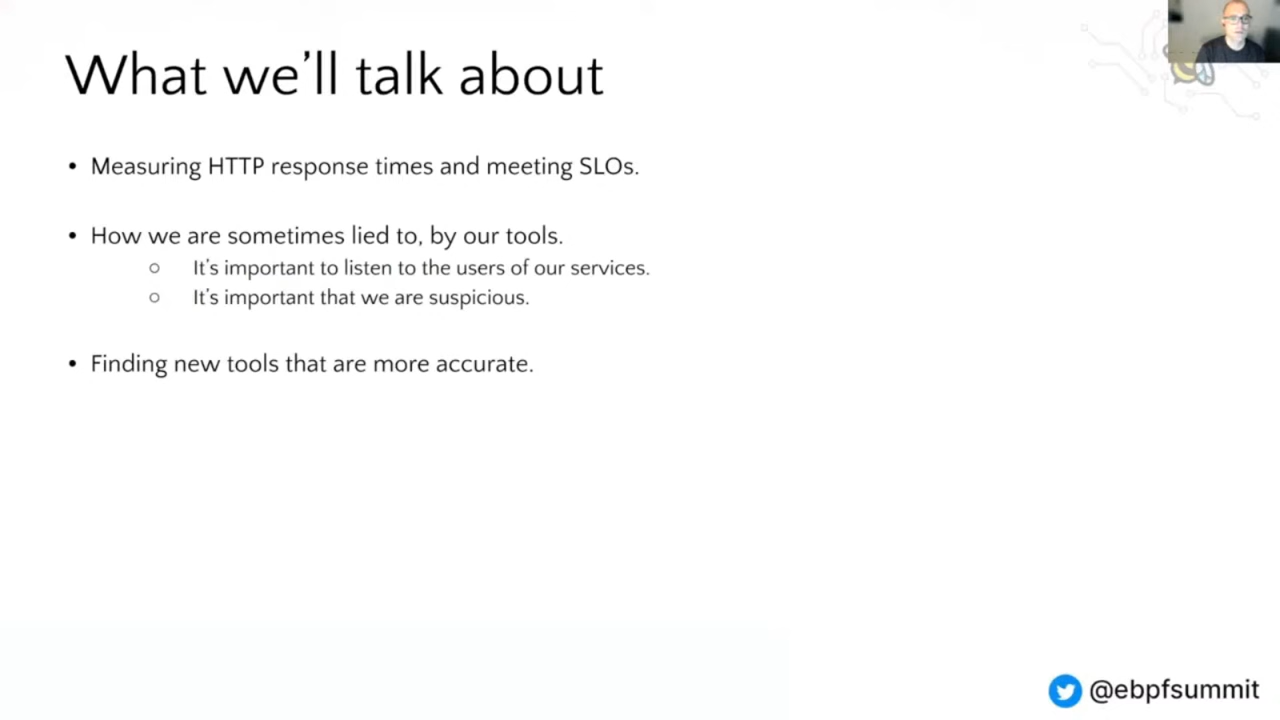 What we'll talk about
• Measuring HTTP response times and meeting SLOs.
• How we are sometimes lied to, by our tools.
○ It's important to listen to the users of our services.
○ It's important that we are suspicious.
• Finding new tools that are more accurate.
@ebpfsummit